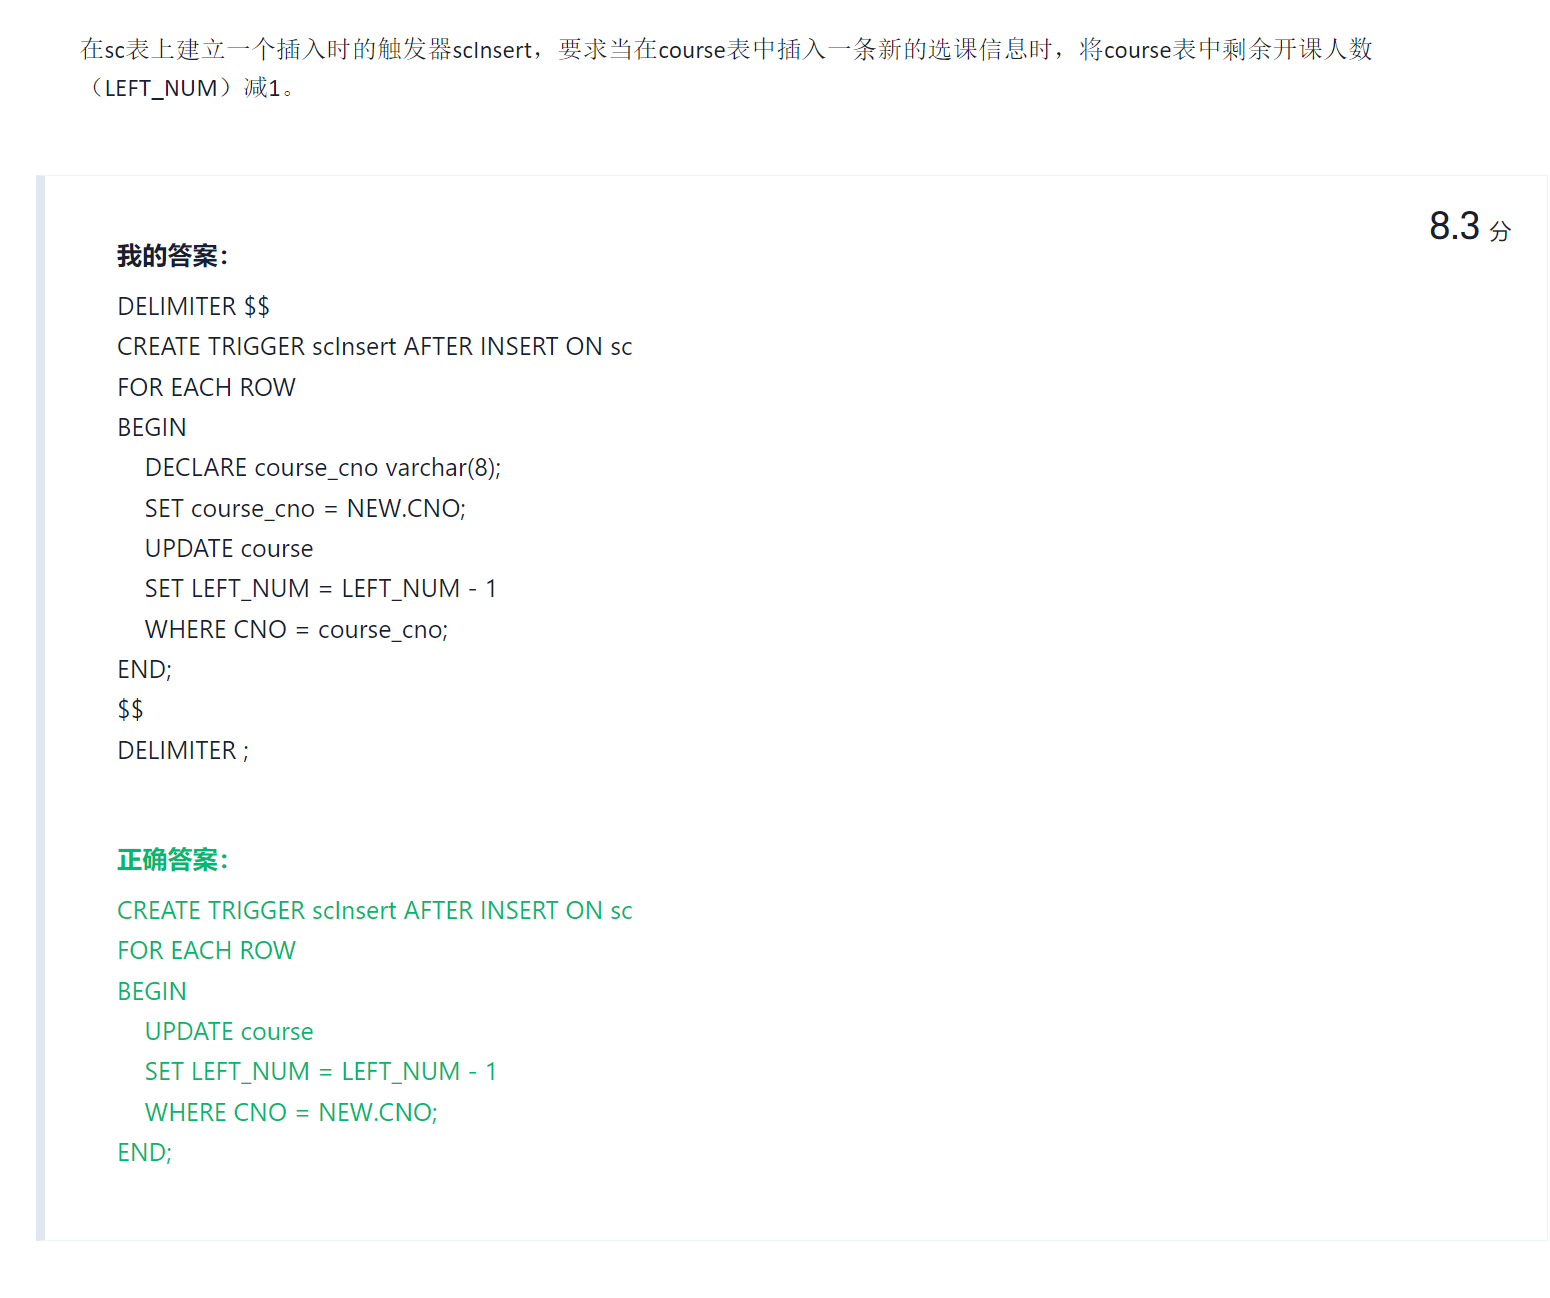 在sc表上建立一个插入时的触发器scInsert，要求当在course表中插入一条新的选课信息时，将course表中剩余开课人数
（LEFT_NUM）减1。
8.3 分
我的答案：
DELIMITER $$
CREATE TRIGGER scInsert AFTER INSERT ON sc
FOR EACH ROW
BEGIN
DECLARE course_cno varchar(8);
SET course_cno = NEW.CNO;
UPDATE course
SET LEFT_NUM = LEFT_NUM - 1
WHERE CNO = course_cno;
END;
$$
DELIMITER ;
正确答案：
CREATE TRIGGER scInsert AFTER INSERT ON sc
FOR EACH ROW
BEGIN
UPDATE course
SET LEFT_NUM = LEFT_NUM - 1
WHERE CNO = NEW.CNO;
END;